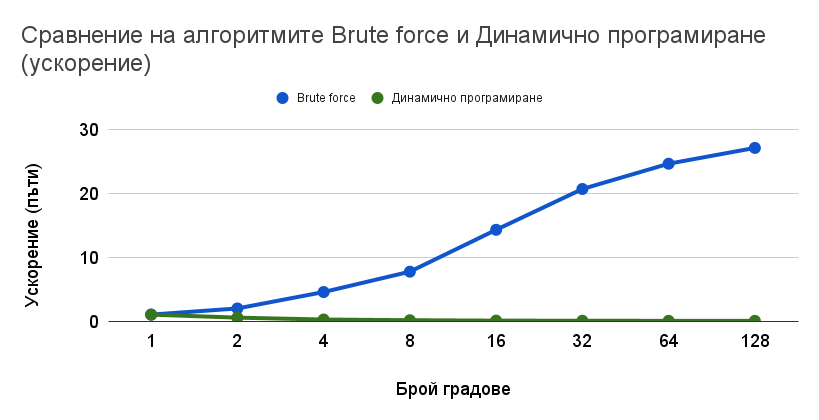 Сравнение на алгоритмите Brute force и Динамично програмиране
(ускорение)
Brute force Динамично програмиране
Ускорение (пъти)
30
20
10
0
1 2 4 8 16 32 64 128
Брой градове